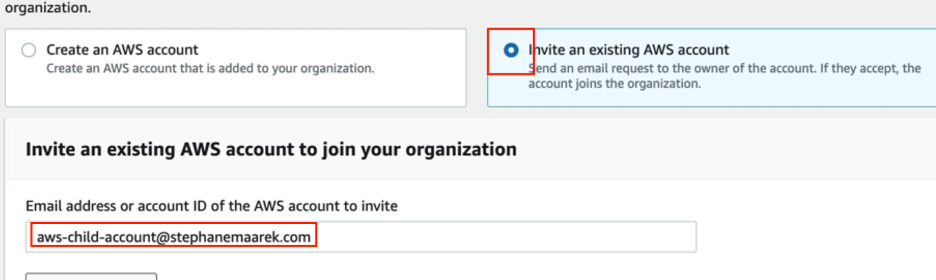 organization.
Create an AWS account
Create an AWS account that is added to your organization.
Invite an existing AWS account
Send an email request to the owner of the account. If they accept, the
account joins the organization.
Invite an existing AWS account to join your organization
Email address or account ID of the AWS account to invite
aws-child-account@stephanemaarek.com